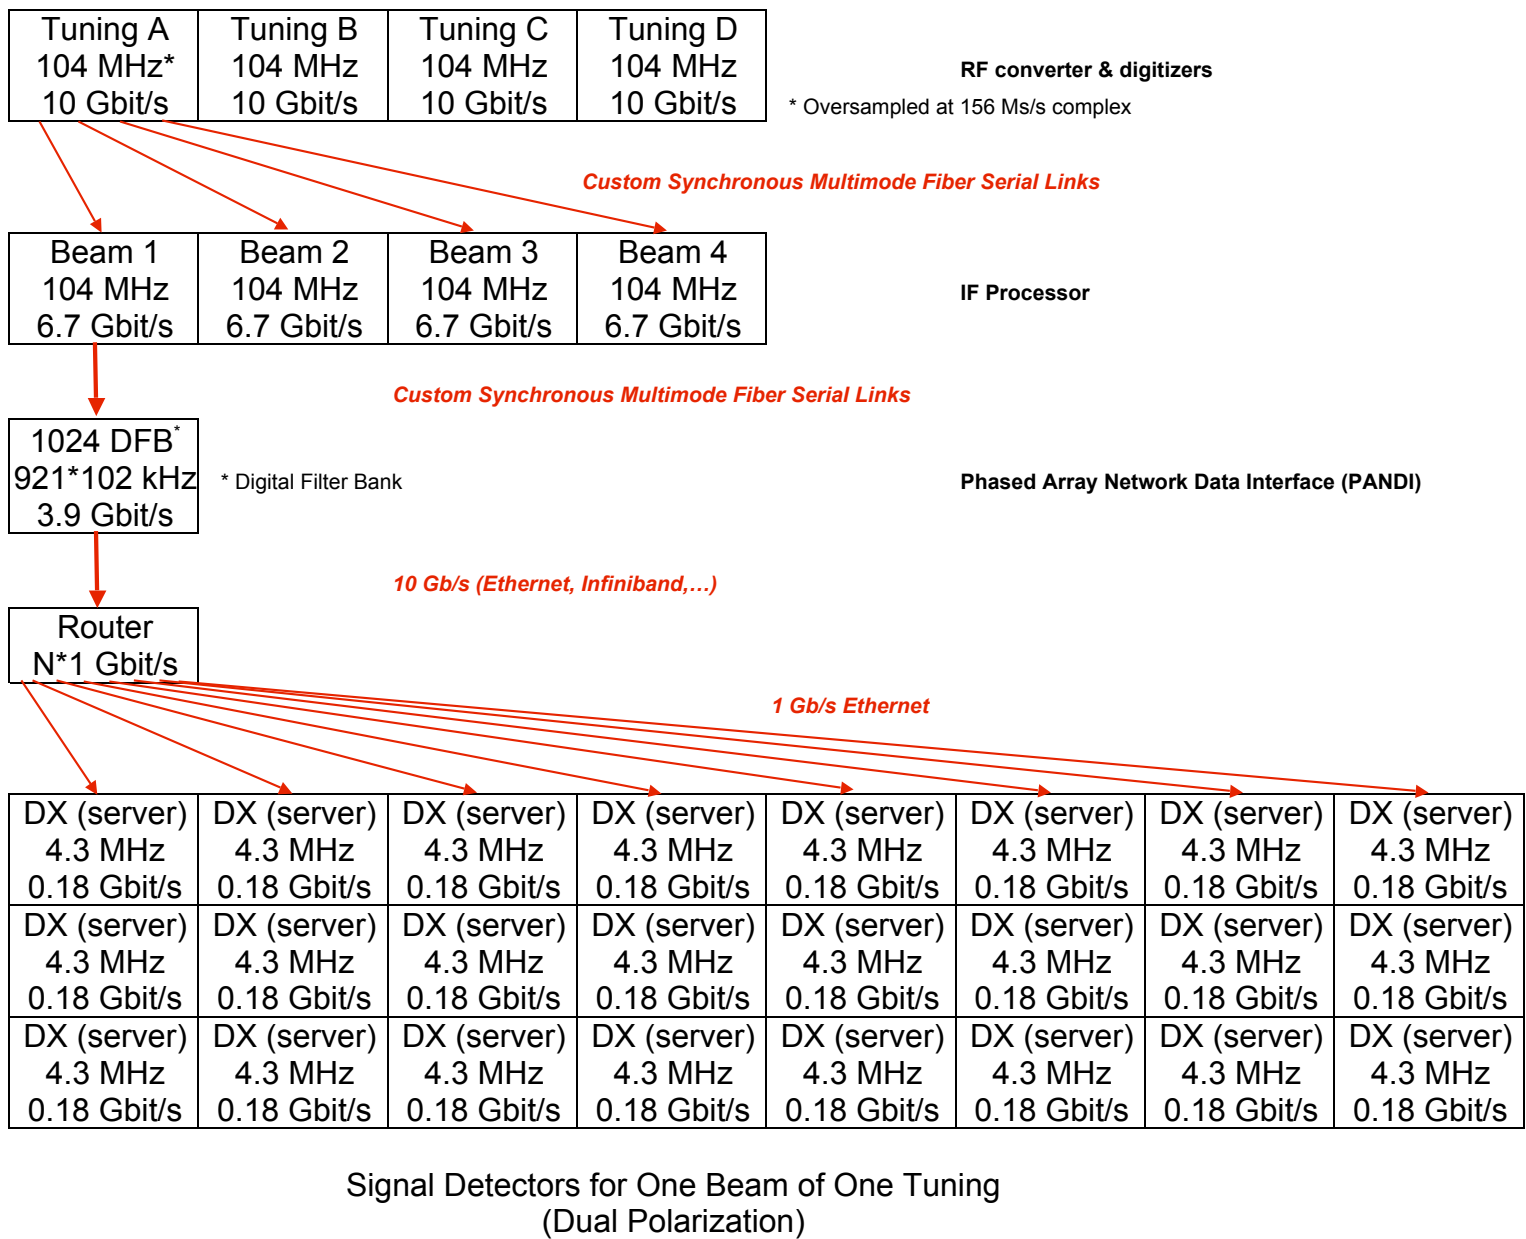 Tuning A Tuning B Tuning C Tuning D
104 MHz* 104 MHz 104 MHz 104 MHz
RF converter & digitizers
10 Gbit/s 10 Gbit/s 10 Gbit/s 10 Gbit/s
* Oversampled at 156 Ms/s complex
Custom Synchronous Multimode Fiber Serial Links
Beam 1 Beam 2 Beam 3 Beam 4
104 MHz 104 MHz 104 MHz 104 MHz
IF Processor
6.7 Gbit/s 6.7 Gbit/s 6.7 Gbit/s 6.7 Gbit/s
Custom Synchronous Multimode Fiber Serial Links
1024 DFB*
921*102 kHz
* Digital Filter Bank
Phased Array Network Data Interface (PANDI)
3.9 Gbit/s
10 Gb/s (Ethernet, Infiniband,…)
Router
N*1 Gbit/s
1 Gb/s Ethernet
DX (server) DX (server) DX (server) DX (server) DX (server) DX (server) DX (server) DX (server)
4.3 MHz 4.3 MHz 4.3 MHz 4.3 MHz 4.3 MHz 4.3 MHz 4.3 MHz 4.3 MHz
0.18 Gbit/s 0.18 Gbit/s 0.18 Gbit/s 0.18 Gbit/s 0.18 Gbit/s 0.18 Gbit/s 0.18 Gbit/s 0.18 Gbit/s
DX (server) DX (server) DX (server) DX (server) DX (server) DX (server) DX (server) DX (server)
4.3 MHz 4.3 MHz 4.3 MHz 4.3 MHz 4.3 MHz 4.3 MHz 4.3 MHz 4.3 MHz
0.18 Gbit/s 0.18 Gbit/s 0.18 Gbit/s 0.18 Gbit/s 0.18 Gbit/s 0.18 Gbit/s 0.18 Gbit/s 0.18 Gbit/s
DX (server) DX (server) DX (server) DX (server) DX (server) DX (server) DX (server) DX (server)
4.3 MHz 4.3 MHz 4.3 MHz 4.3 MHz 4.3 MHz 4.3 MHz 4.3 MHz 4.3 MHz
0.18 Gbit/s 0.18 Gbit/s 0.18 Gbit/s 0.18 Gbit/s 0.18 Gbit/s 0.18 Gbit/s 0.18 Gbit/s 0.18 Gbit/s
Signal Detectors for One Beam of One Tuning
(Dual Polarization)